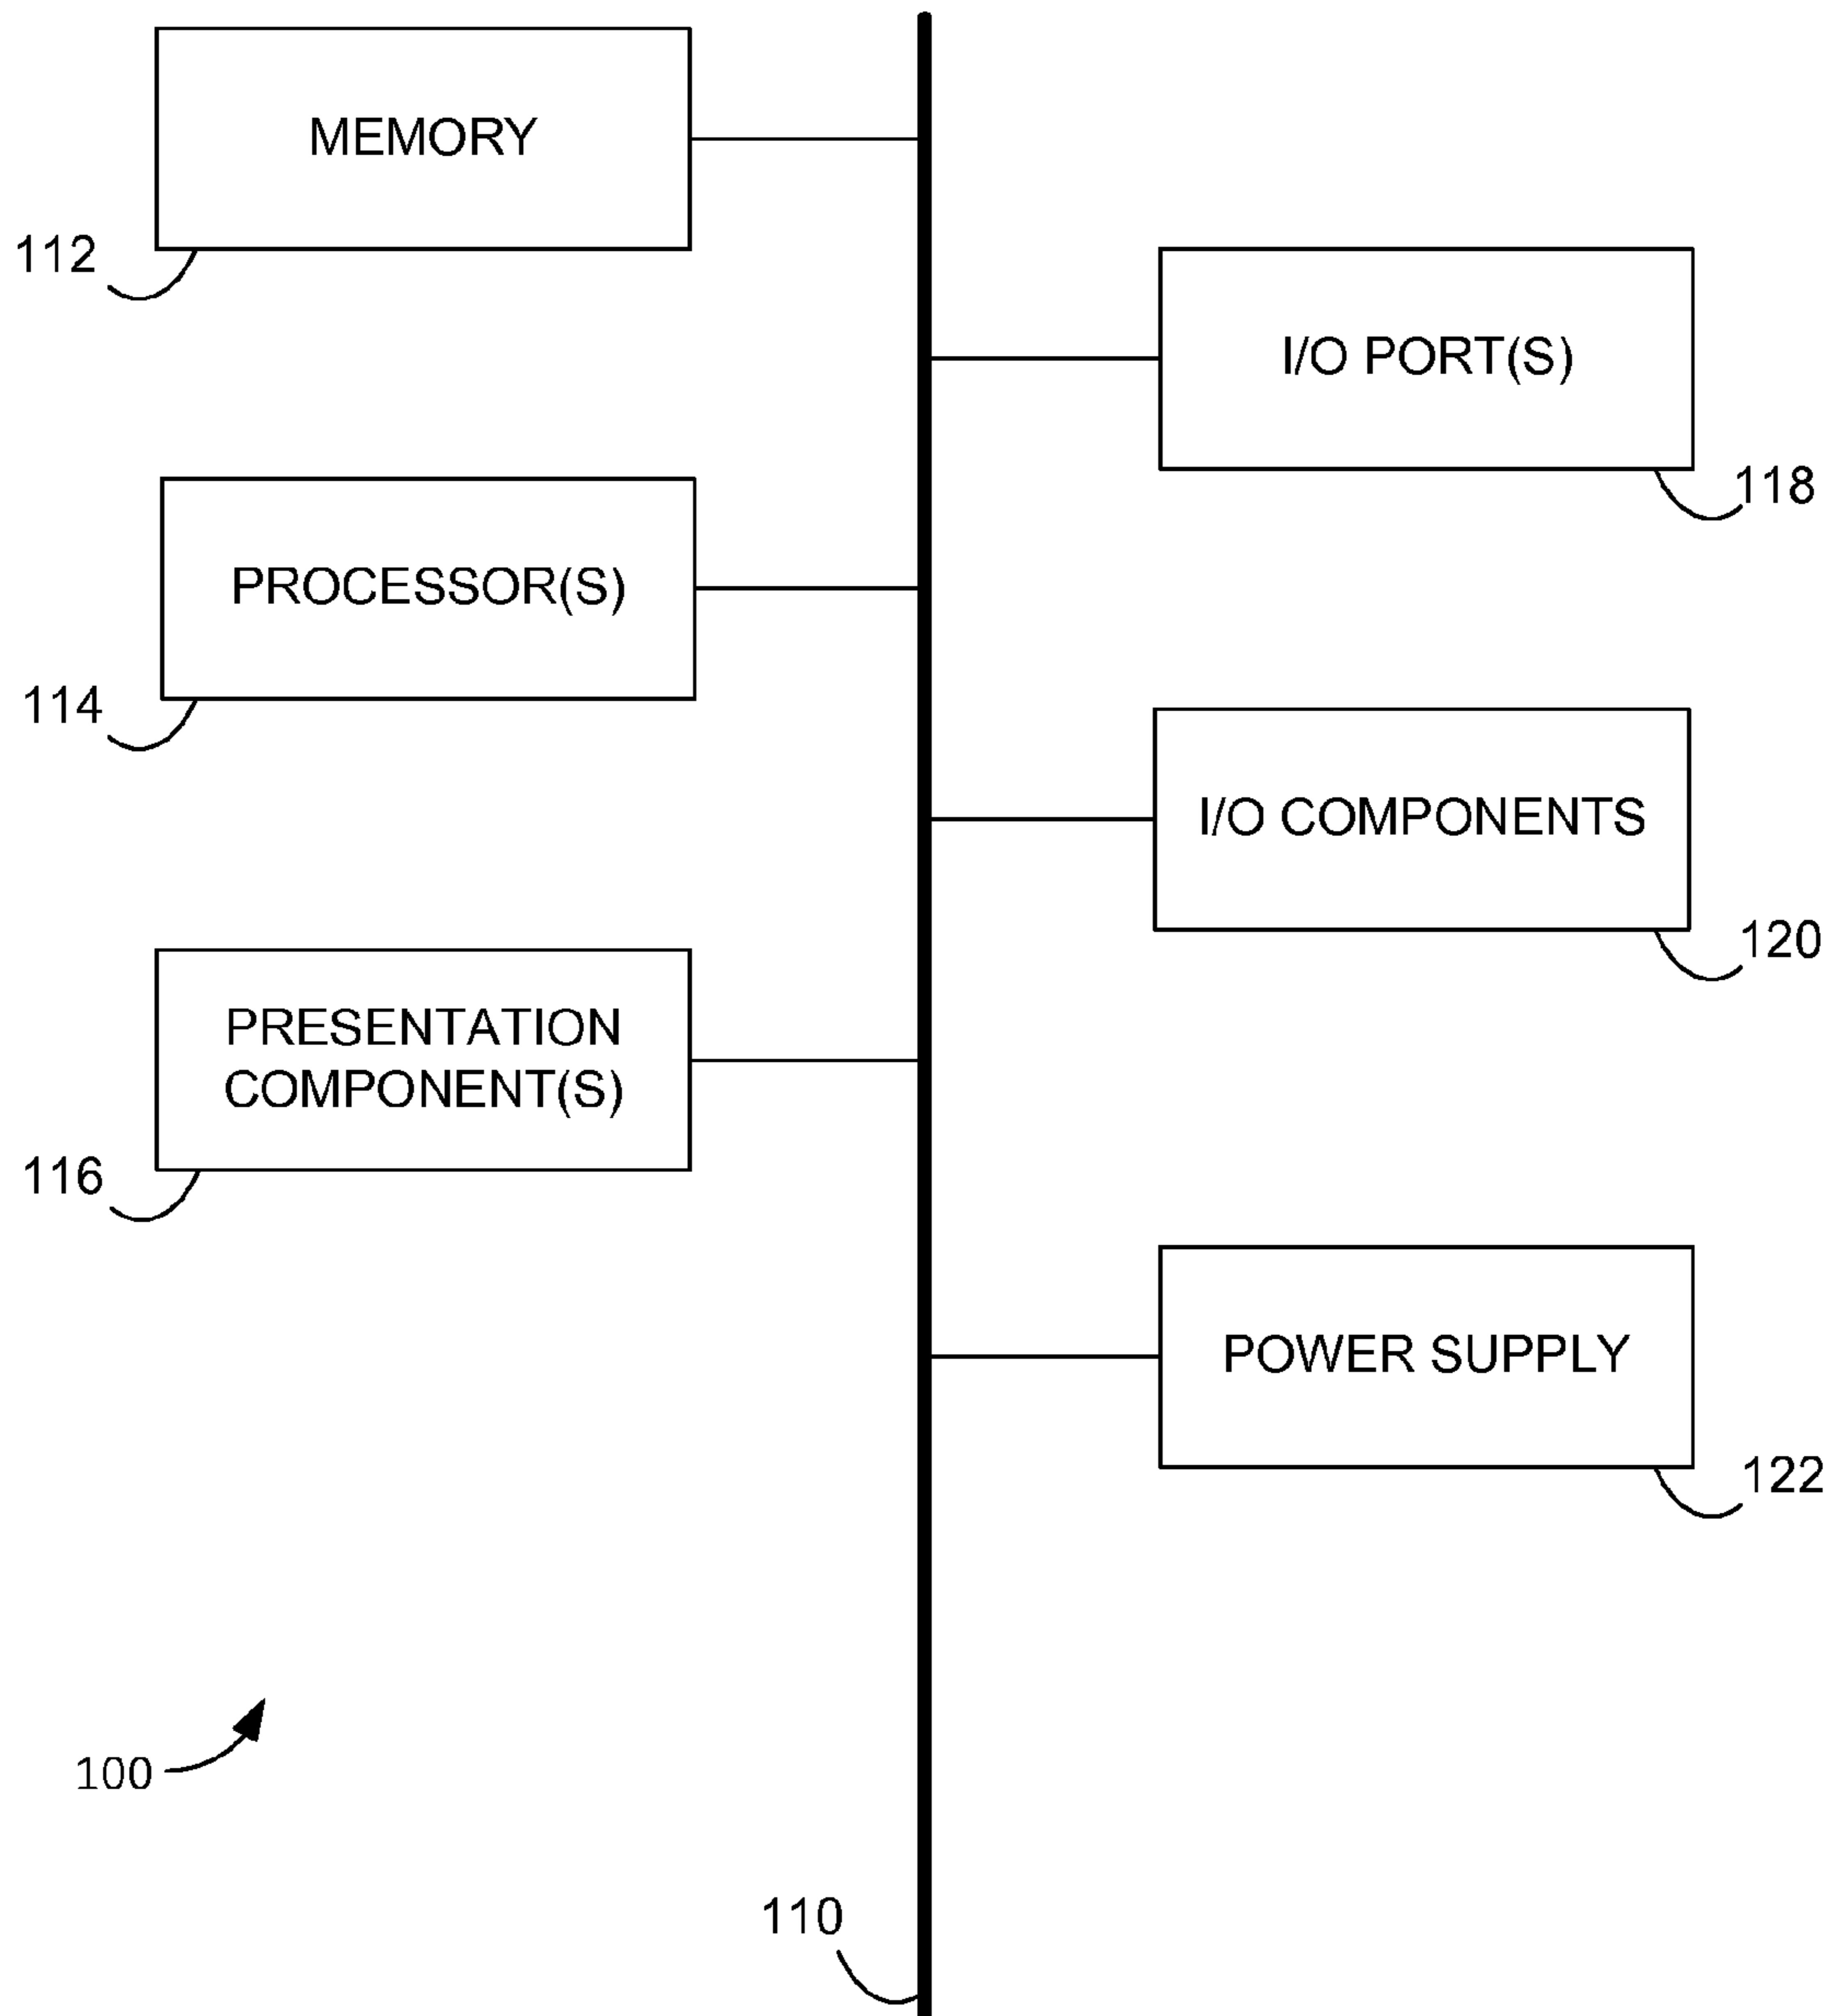 MEMORY
112
I/O PORT(S)
118
PROCESSOR(S)
114
I/O COMPONENTS
120
PRESENTATION
COMPONENT(S)
116
POWER SUPPLY
122
100
110